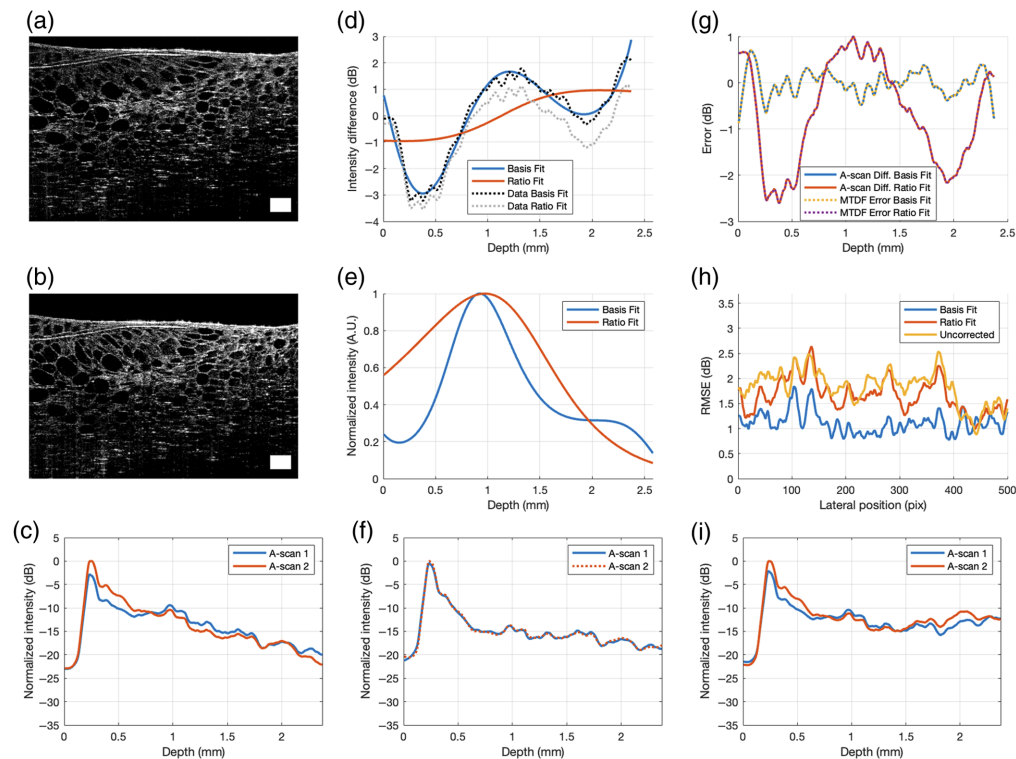 (a)
(b)
(c)
5
0
−5
−10
−15
−20
−25
−30
−35
Normalized intensity (dB)
0 0.5 1 1.5 2
Depth (mm)
A-scan 1
A-scan 2
(d)
3
2
1
0
−1
−2
−3
−4
Intensity difference (dB)
0 0.5 1 1.5 2 2.5
Depth (mm)
Basis Fit
Ratio Fit
Data Basis Fit
Data Ratio Fit
(e)
1
0.8
0.6
0.4
0.2
0
Normalized intensity (A.U.)
0 0.5 1 1.5 2 2.5
Depth (mm)
Basis Fit
Ratio Fit
(f)
5
0
−5
−10
−15
−20
−25
−30
−35
Normalized intensity (dB)
0 0.5 1 1.5 2
Depth (mm)
A-scan 1
A-scan 2
(g)
1
0
−1
−2
−3
Error (dB)
0 0.5 1 1.5 2 2.5
Depth (mm)
A-scan Diff. Basis Fit
A-scan Diff. Ratio Fit
MTDF Error Basis Fit
MTDF Error Ratio Fit
(h)
3.5
3
2.5
2
1.5
1
0.5
0
RMSE (dB)
0 100 200 300 400 500
Lateral position (pix)
Basis Fit
Ratio Fit
Uncorrected
(i)
5
0
−5
−10
−15
−20
−25
−30
−35
Normalized intensity (dB)
0 0.5 1 1.5 2
Depth (mm)
A-scan 1
A-scan 2